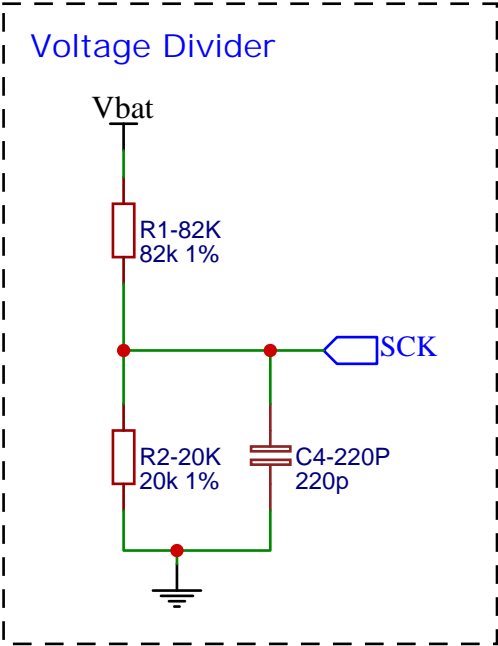 Voltage Divider
Vbat
R1-82K
82k 1%
SCK
R2-20K
20k 1%
C4-220P
220p